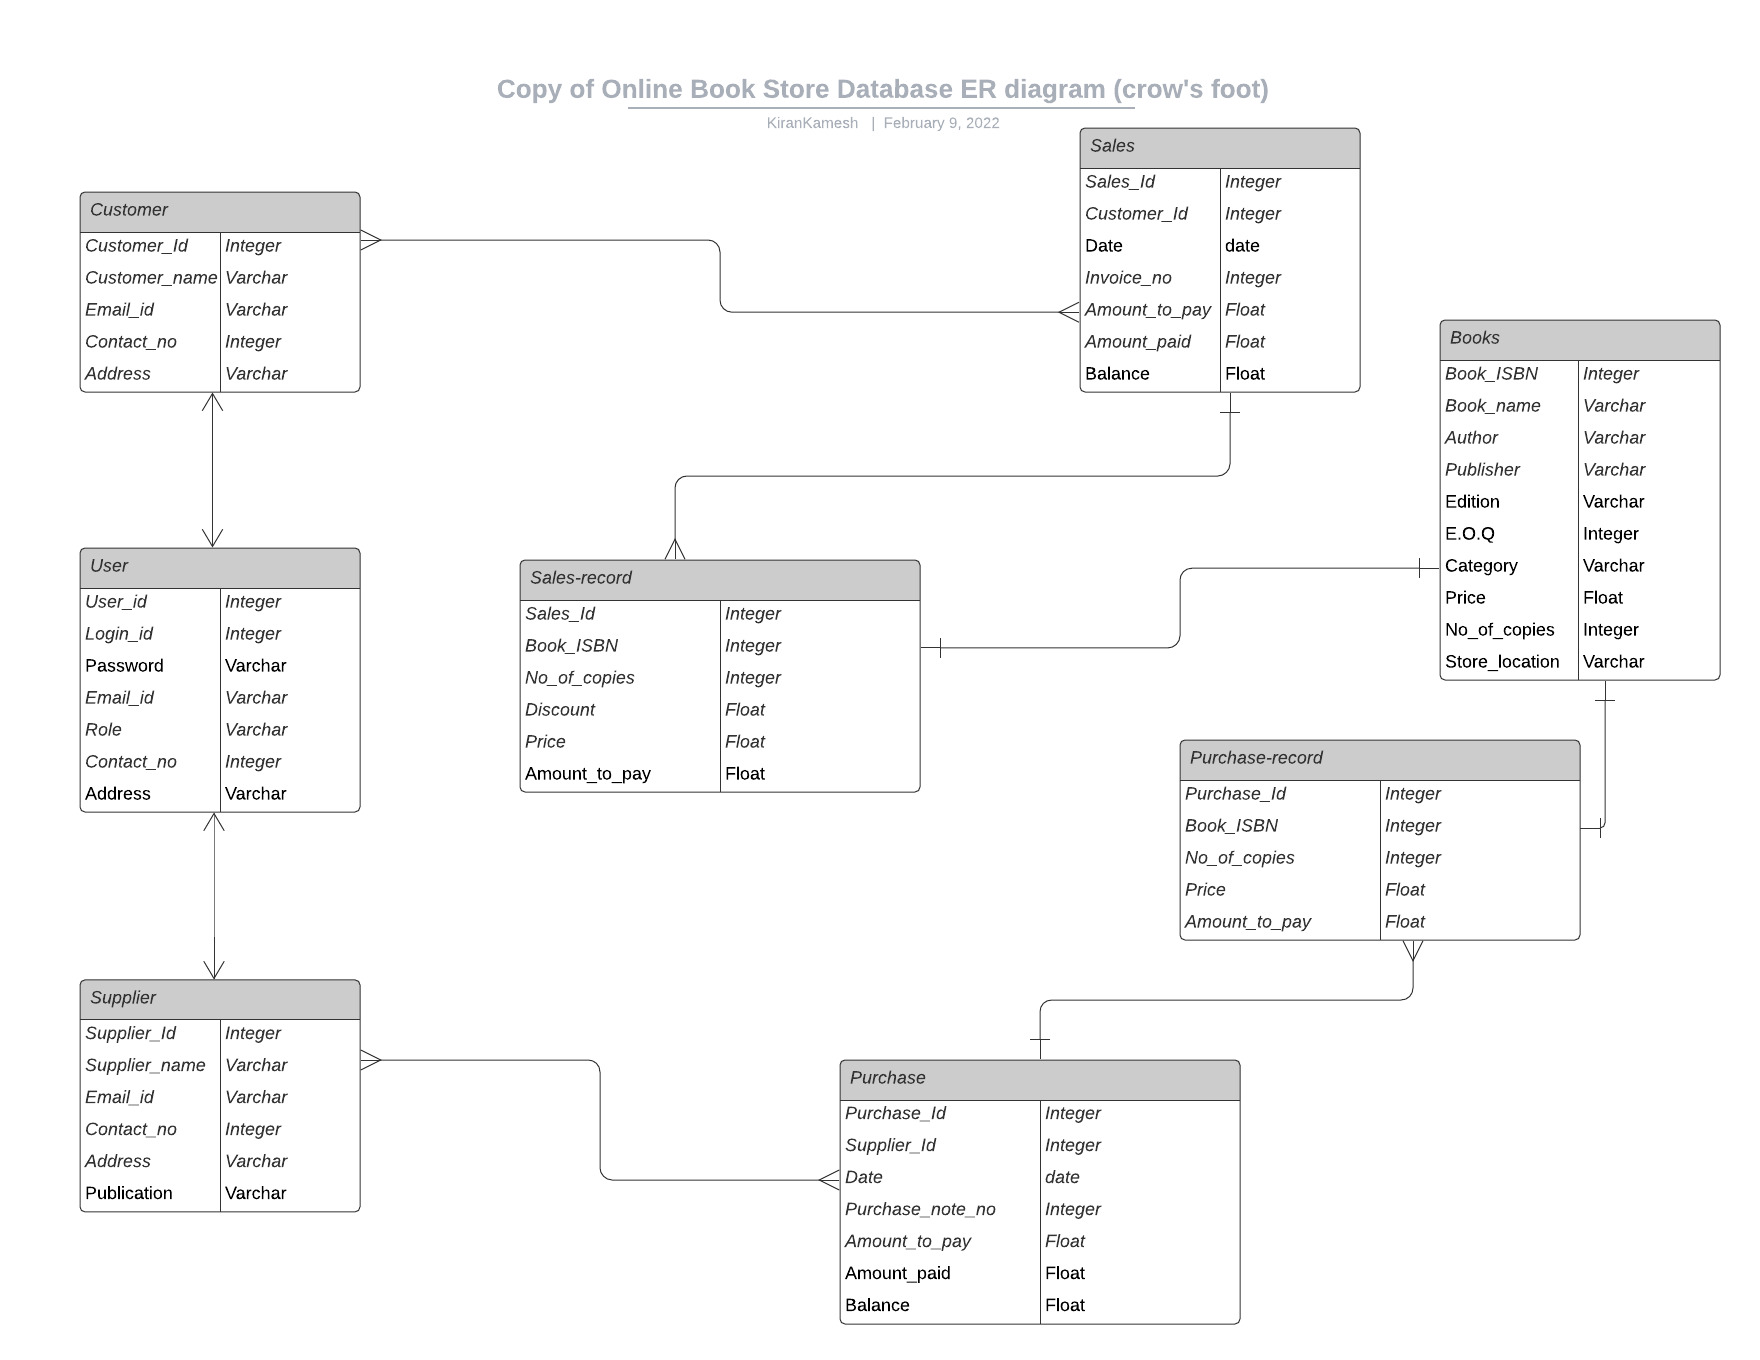 Copy of Online Book Store Database ER diagram (crow's foot)
KiranKamesh | February 9, 2022
Sales
Sales_Id Integer
Customer_Id Integer
Date date
Invoice_no Integer
Amount_to_pay Float
Amount_paid Float
Balance Float
Customer
Customer_Id Integer
Customer_name Varchar
Email_id Varchar
Contact_no Integer
Address Varchar
Books
Book_ISBN Integer
Book_name Varchar
Author Varchar
Publisher Varchar
Edition Varchar
E.O.Q Integer
Category Varchar
Price Float
No_of_copies Integer
Store_location Varchar
User
User_id Integer
Login_id Integer
Password Varchar
Email_id Varchar
Role Varchar
Contact_no Integer
Address Varchar
Sales-record
Sales_Id Integer
Book_ISBN Integer
No_of_copies Integer
Discount Float
Price Float
Amount_to_pay Float
Purchase-record
Purchase_Id Integer
Book_ISBN Integer
No_of_copies Integer
Price Float
Amount_to_pay Float
Supplier
Supplier_Id Integer
Supplier_name Varchar
Email_id Varchar
Contact_no Integer
Address Varchar
Publication Varchar
Purchase
Purchase_Id Integer
Supplier_Id Integer
Date date
Purchase_note_no Integer
Amount_to_pay Float
Amount_paid Float
Balance Float